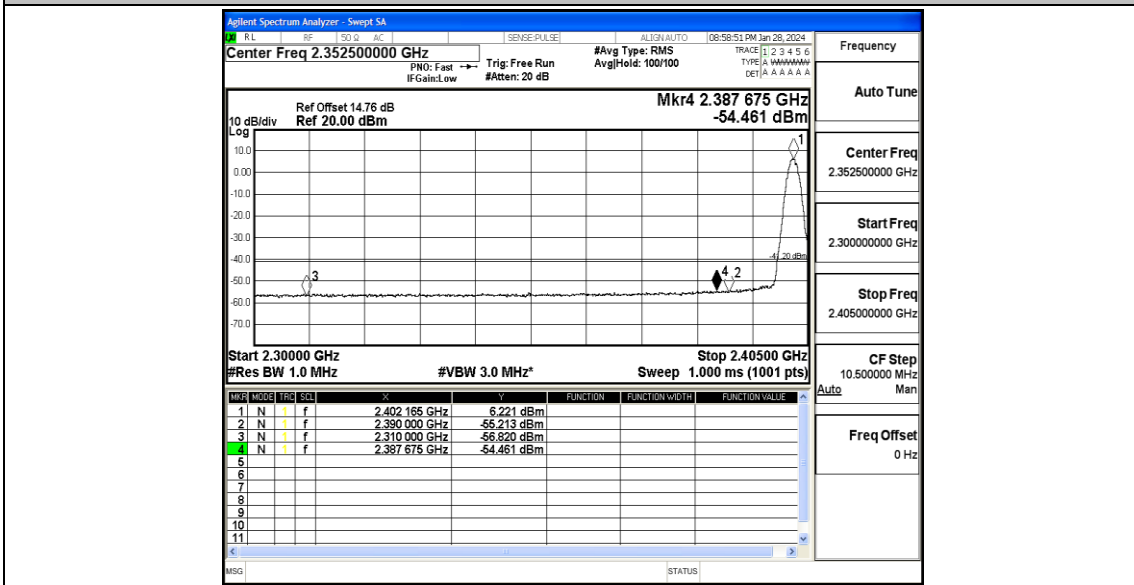 Agilent Spectrum Analyzer - Swept SA
LXI RL RF 50 Ω AC SENSE:PULSE ALIGN AUTO 08:58:51 PM Jan 28, 2024
Center Freq 2.352500000 GHz
PNO: Fast
IFGain:Low
Trig: Free Run
#Atten: 20 dB
#Avg Type: RMS
Avg|Hold: 100/100
TRACE 1 2 3 4 5 6
TYPE A WWWWW
DET A A A A A A
Mkr4 2.387 675 GHz
-54.461 dBm
Ref Offset 14.76 dB
10 dB/div Ref 20.00 dBm
Log
10.0
0.00
-10.0
-20.0
-30.0
-40.0
-50.0
-60.0
-70.0
1
-41.20 dBm
3
4
2
Start 2.30000 GHz Stop 2.40500 GHz
#Res BW 1.0 MHz #VBW 3.0 MHz* Sweep 1.000 ms (1001 pts)
MKR MODE TRC SCL X Y FUNCTION FUNCTION WIDTH FUNCTION VALUE
1 N 1 f 2.402 165 GHz 6.221 dBm
2 N 1 f 2.390 000 GHz -55.213 dBm
3 N 1 f 2.310 000 GHz -56.820 dBm
4 N 1 f 2.387 675 GHz -54.461 dBm
5
6
7
8
9
10
11
MSG STATUS
Frequency
Auto Tune
Center Freq
2.352500000 GHz
Start Freq
2.300000000 GHz
Stop Freq
2.405000000 GHz
CF Step
10.500000 MHz
Auto Man
Freq Offset
0 Hz